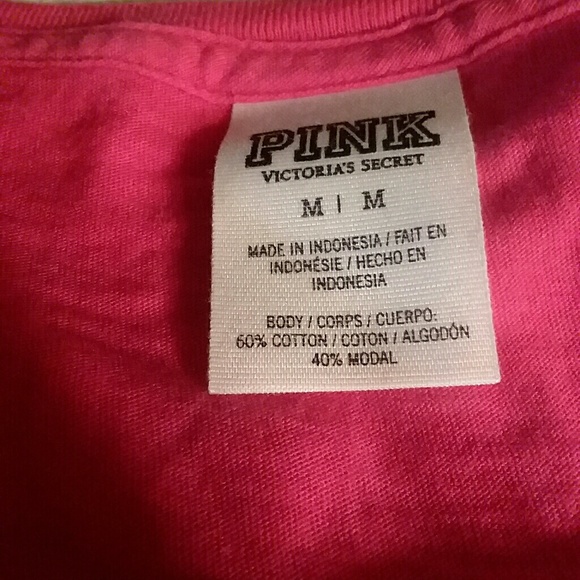 PINK
VICTORIA'S SECRET
M | M
MADE IN INDONESIA / FAIT EN
INDONÉSIE / HECHO EN
INDONESIA
BODY / CORPS / CUERPO:
60% COTTON / COTON / ALGODÓN
40% MODAL